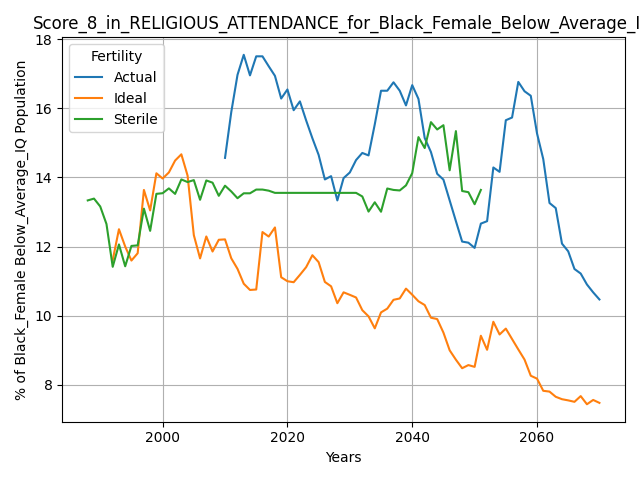 Score_8_in_RELIGIOUS_ATTENDANCE_for_Black_Female_Below_Average_I
18
16
14
12
10
8
% of Black_Female Below_Average_IQ Population
Fertility
Actual
Ideal
Sterile
2000
2020
2040
2060
Years